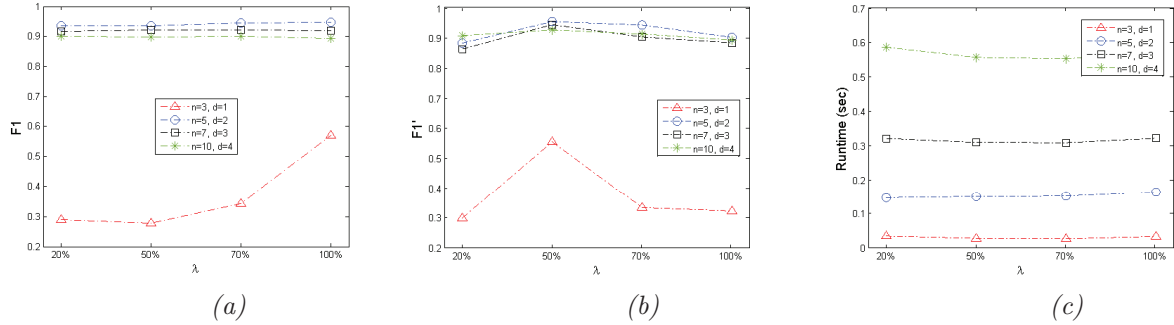 F1
1
0.9
0.8
0.7
0.6
0.5
0.4
0.3
0.2
20%
50%
70%
100%
λ
n=3, d=1
n=5, d=2
n=7, d=3
n=10, d=4
(a)
F1'
1
0.9
0.8
0.7
0.6
0.5
0.4
0.3
0.2
20%
50%
70%
100%
λ
n=3, d=1
n=5, d=2
n=7, d=3
n=10, d=4
(b)
Runtime (sec)
0.7
0.6
0.5
0.4
0.3
0.2
0.1
0
20%
50%
70%
100%
λ
n=3, d=1
n=5, d=2
n=7, d=3
n=10, d=4
(c)